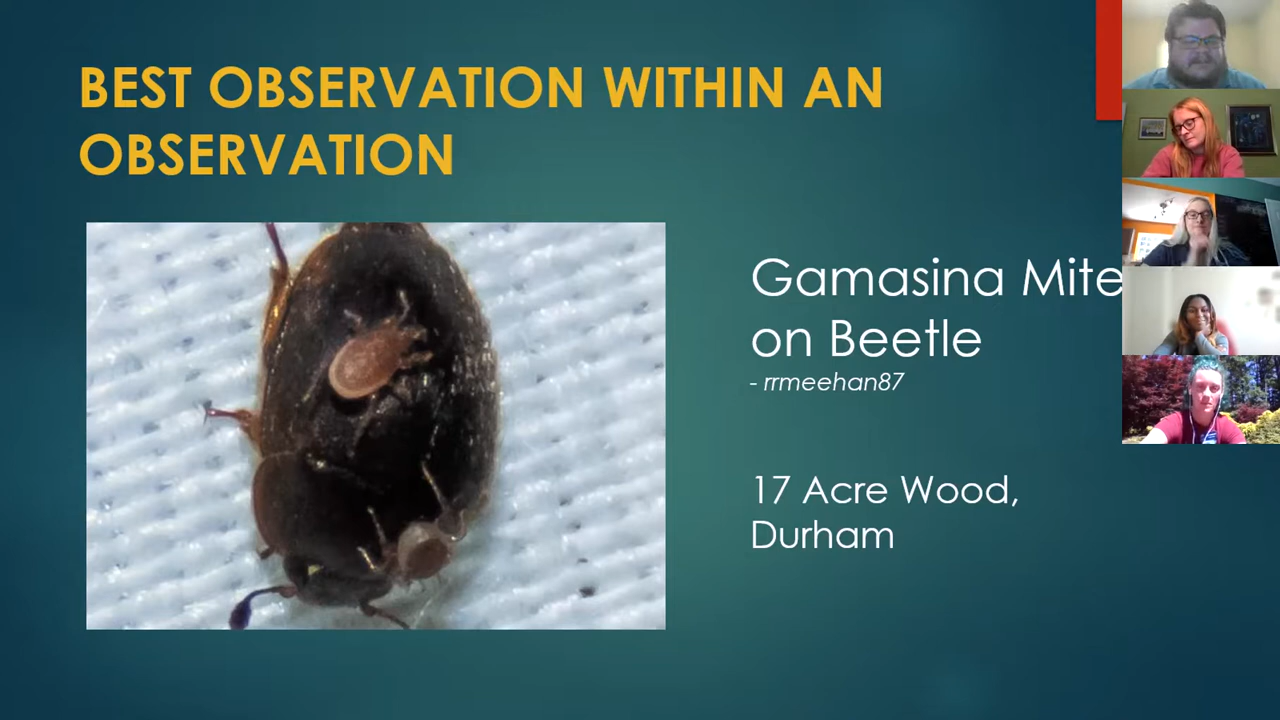 BEST OBSERVATION WITHIN AN
OBSERVATION
Gamasina Mite
on Beetle
- rrmeehan87
17 Acre Wood,
Durham